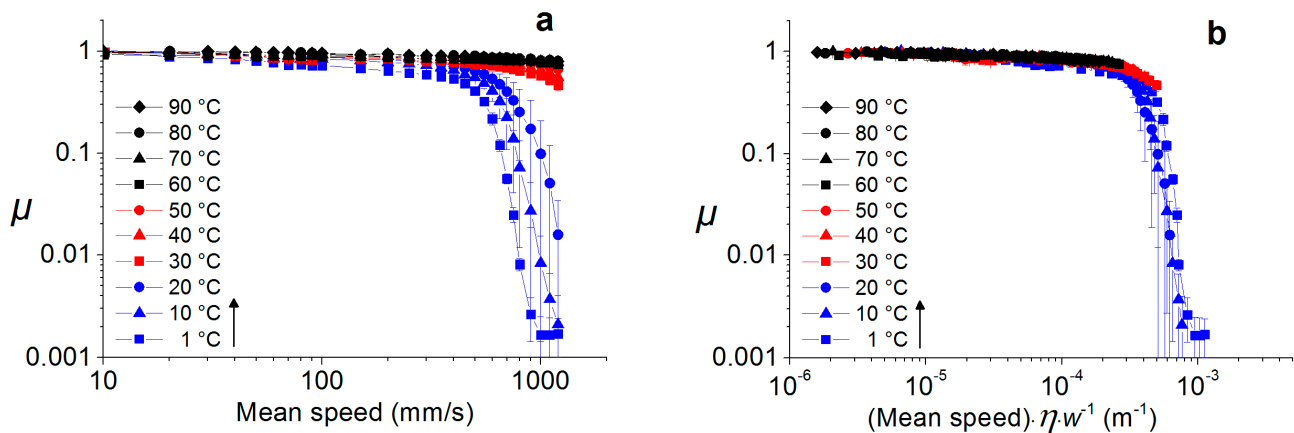 a
μ
1
0.1
0.01
0.001
90 °C
80 °C
70 °C
60 °C
50 °C
40 °C
30 °C
20 °C
10 °C
1 °C
10
100
1000
Mean speed (mm/s)
b
μ
1
0.1
0.01
0.001
90 °C
80 °C
70 °C
60 °C
50 °C
40 °C
30 °C
20 °C
10 °C
1 °C
10⁻⁶
10⁻⁵
10⁻⁴
10⁻³
(Mean speed)·η·w⁻¹ (m⁻¹)